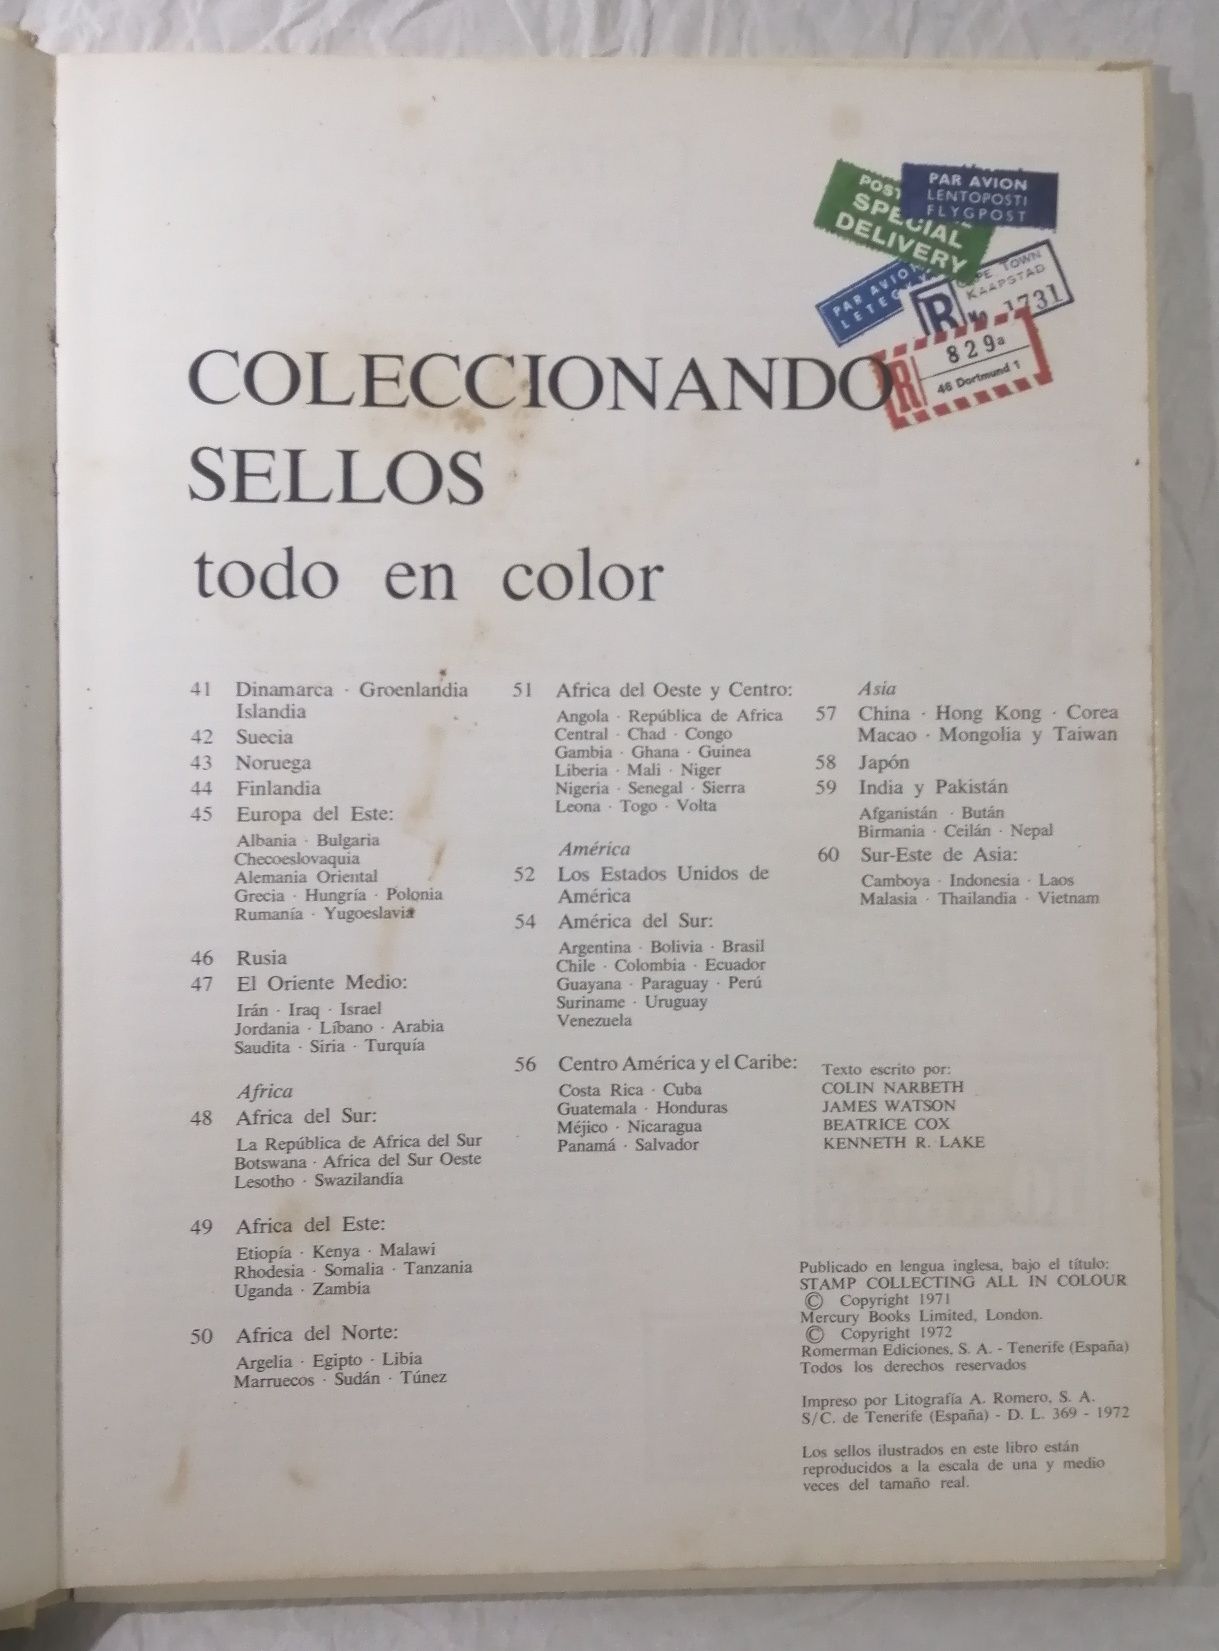 POST
SPECIAL
DELIVERY
PAR AVION
LENTOPOSTI
FLYGPOST
PAR AVION
R
CAPE TOWN
KAAPSTAD
No 1731
R
829a
46 Dortmund 1
COLECCIONANDO
SELLOS
todo en color
41 Dinamarca · Groenlandia
Islandia
42 Suecia
43 Noruega
44 Finlandia
45 Europa del Este:
Albania · Bulgaria
Checoeslovaquia
Alemania Oriental
Grecia · Hungría · Polonia
Rumanía · Yugoeslavia
46 Rusia
47 El Oriente Medio:
Irán · Iraq · Israel
Jordania · Líbano · Arabia
Saudita · Siria · Turquía
Africa
48 Africa del Sur:
La República de Africa del Sur
Botswana · Africa del Sur Oeste
Lesotho · Swazilandia
49 Africa del Este:
Etiopía · Kenya · Malawi
Rhodesia · Somalia · Tanzania
Uganda · Zambia
50 Africa del Norte:
Argelia · Egipto · Libia
Marruecos · Sudán · Túnez
51 Africa del Oeste y Centro:
Angola · República de Africa
Central · Chad · Congo
Gambia · Ghana · Guinea
Liberia · Mali · Niger
Nigeria · Senegal · Sierra
Leona · Togo · Volta
América
52 Los Estados Unidos de
América
54 América del Sur:
Argentina · Bolivia · Brasil
Chile · Colombia · Ecuador
Guayana · Paraguay · Perú
Suriname · Uruguay
Venezuela
56 Centro América y el Caribe:
Costa Rica · Cuba
Guatemala · Honduras
Méjico · Nicaragua
Panamá · Salvador
Asia
57 China · Hong Kong · Corea
Macao · Mongolia y Taiwan
58 Japón
59 India y Pakistán
Afganistán · Bután
Birmania · Ceilán · Nepal
60 Sur-Este de Asia:
Camboya · Indonesia · Laos
Malasia · Thailandia · Vietnam
Texto escrito por:
COLIN NARBETH
JAMES WATSON
BEATRICE COX
KENNETH R. LAKE
Publicado en lengua inglesa, bajo el título:
STAMP COLLECTING ALL IN COLOUR
© Copyright 1971
Mercury Books Limited, London.
© Copyright 1972
Romerman Ediciones, S. A. - Tenerife (España)
Todos los derechos reservados
Impreso por Litografía A. Romero, S. A.
S/C. de Tenerife (España) - D. L. 369 - 1972
Los sellos ilustrados en este libro están
reproducidos a la escala de una y medio
veces del tamaño real.